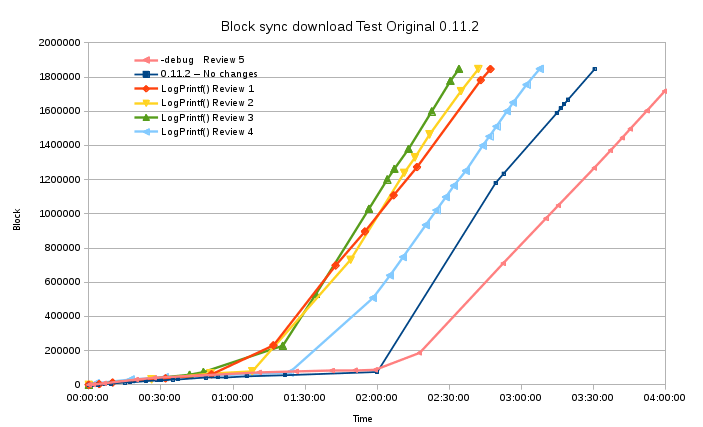 Block sync download Test Original 0.11.2
-debug Review 5
0.11.2 – No changes
LogPrintf() Review 1
LogPrintf() Review 2
LogPrintf() Review 3
LogPrintf() Review 4
2000000
1800000
1600000
1400000
1200000
1000000
800000
600000
400000
200000
0
Block
00:00:00 00:30:00 01:00:00 01:30:00 02:00:00 02:30:00 03:00:00 03:30:00 04:00:00
Time